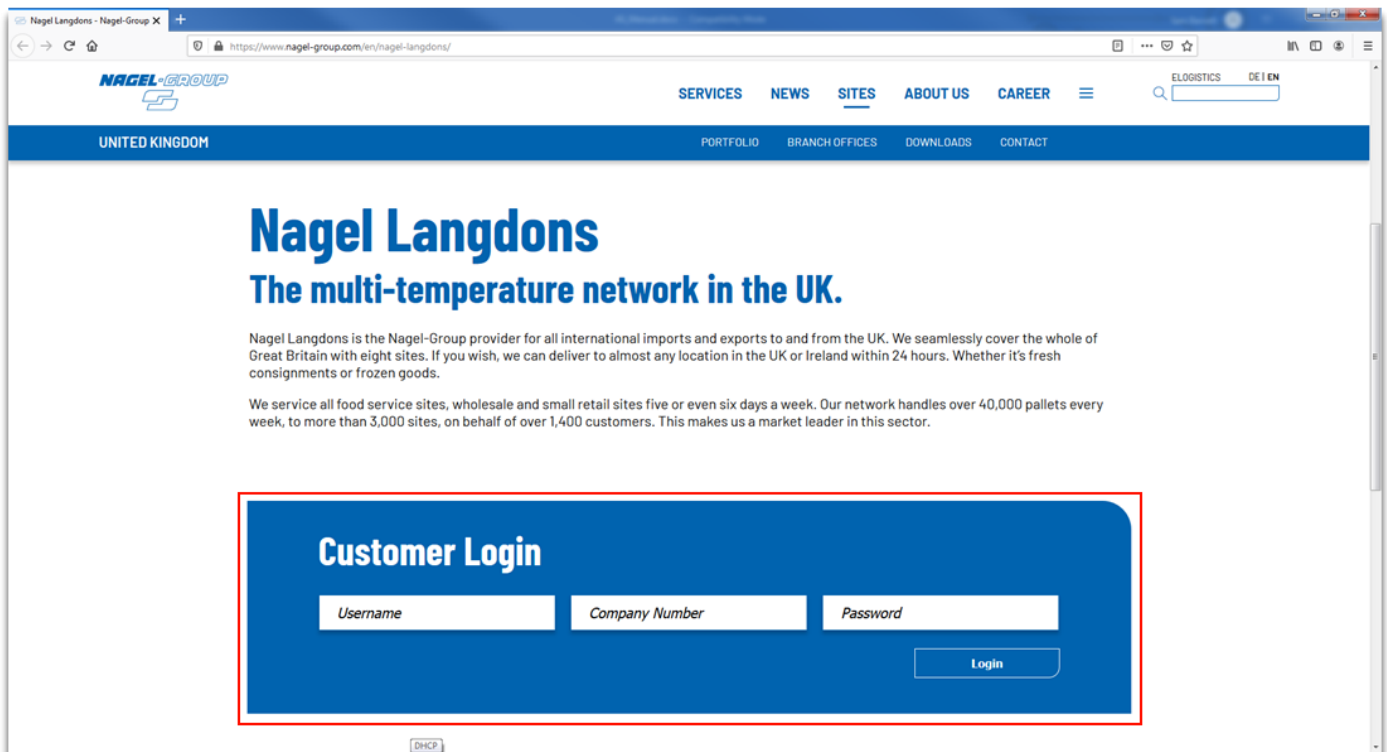 Nagel Langdons - Nagel-Group
https://www.nagel-group.com/en/nagel-langdons/
NAGEL-GROUP
SERVICES NEWS SITES ABOUT US CAREER
ELOGISTICS DE | EN
UNITED KINGDOM
PORTFOLIO BRANCH OFFICES DOWNLOADS CONTACT
Nagel Langdons
The multi-temperature network in the UK.
Nagel Langdons is the Nagel-Group provider for all international imports and exports to and from the UK. We seamlessly cover the whole of
Great Britain with eight sites. If you wish, we can deliver to almost any location in the UK or Ireland within 24 hours. Whether it's fresh
consignments or frozen goods.
We service all food service sites, wholesale and small retail sites five or even six days a week. Our network handles over 40,000 pallets every
week, to more than 3,000 sites, on behalf of over 1,400 customers. This makes us a market leader in this sector.
Customer Login
Username Company Number Password
Login
DHCP